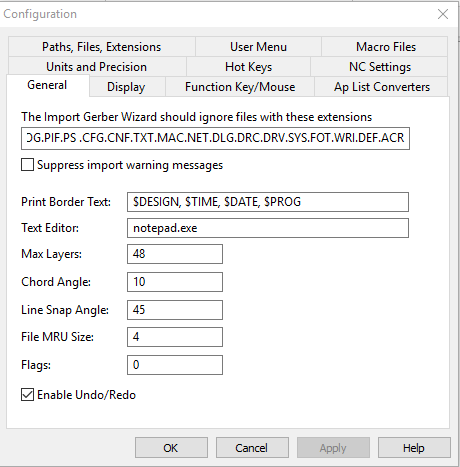 Configuration
Paths, Files, Extensions User Menu Macro Files
Units and Precision Hot Keys NC Settings
General Display Function Key/Mouse Ap List Converters
The Import Gerber Wizard should ignore files with these extensions
OG.PIF.PS .CFG.CNF.TXT.MAC.NET.DLG.DRC.DRV.SYS.FOT.WRI.DEF.ACR
Suppress import warning messages
Print Border Text: $DESIGN, $TIME, $DATE, $PROG
Text Editor: notepad.exe
Max Layers: 48
Chord Angle: 10
Line Snap Angle: 45
File MRU Size: 4
Flags: 0
Enable Undo/Redo
OK Cancel Apply Help